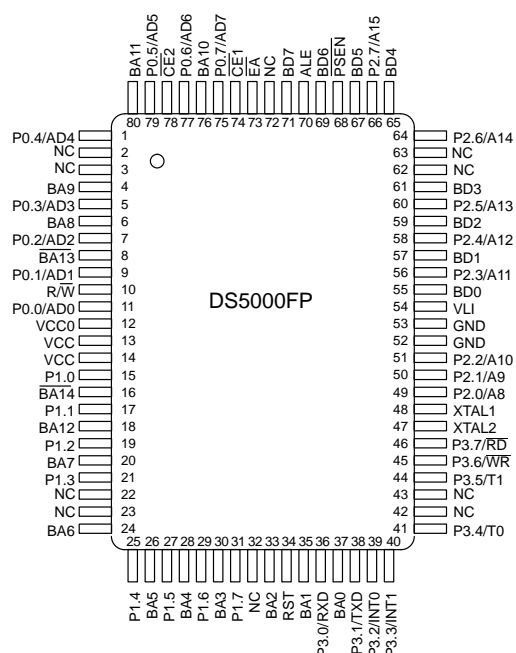 BA11
P0.5/AD5
C̅E̅2̅
P0.6/AD6
BA10
P0.7/AD7
C̅E̅1̅
E̅A̅
NC
BD7
ALE
BD6
P̅S̅E̅N̅
BD5
P2.7/A15
BD4
80 79 78 77 76 75 74 73 72 71 70 69 68 67 66 65
P0.4/AD4 1
NC 2
NC 3
BA9 4
P0.3/AD3 5
BA8 6
P0.2/AD2 7
B̅A̅1̅3̅ 8
P0.1/AD1 9
R/W̅ 10
P0.0/AD0 11
VCC0 12
VCC 13
VCC 14
P1.0 15
B̅A̅1̅4̅ 16
P1.1 17
BA12 18
P1.2 19
BA7 20
P1.3 21
NC 22
NC 23
BA6 24
DS5000FP
64 P2.6/A14
63 NC
62 NC
61 BD3
60 P2.5/A13
59 BD2
58 P2.4/A12
57 BD1
56 P2.3/A11
55 BD0
54 VLI
53 GND
52 GND
51 P2.2/A10
50 P2.1/A9
49 P2.0/A8
48 XTAL1
47 XTAL2
46 P3.7/R̅D̅
45 P3.6/W̅R̅
44 P3.5/T1
43 NC
42 NC
41 P3.4/T0
25 26 27 28 29 30 31 32 33 34 35 36 37 38 39 40
P1.4
BA5
P1.5
BA4
P1.6
BA3
P1.7
NC
BA2
RST
BA1
P3.0/RXD
BA0
P3.1/TXD
P3.2/INT0
P3.3/INT1